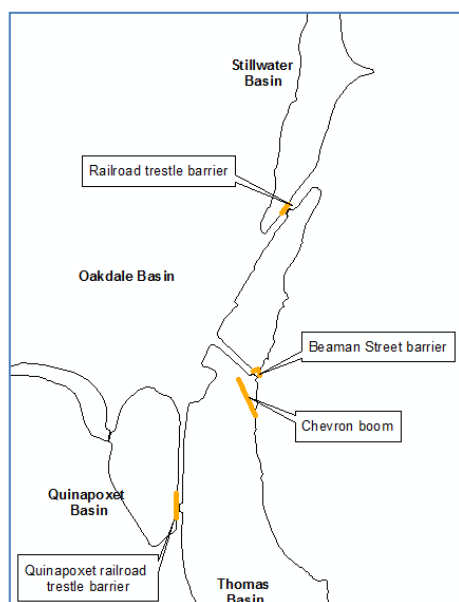 Stillwater
Basin
Railroad trestle barrier
Oakdale Basin
Beaman Street barrier
Chevron boom
Quinapoxet
Basin
Quinapoxet railroad
trestle barrier
Thomas
Basin